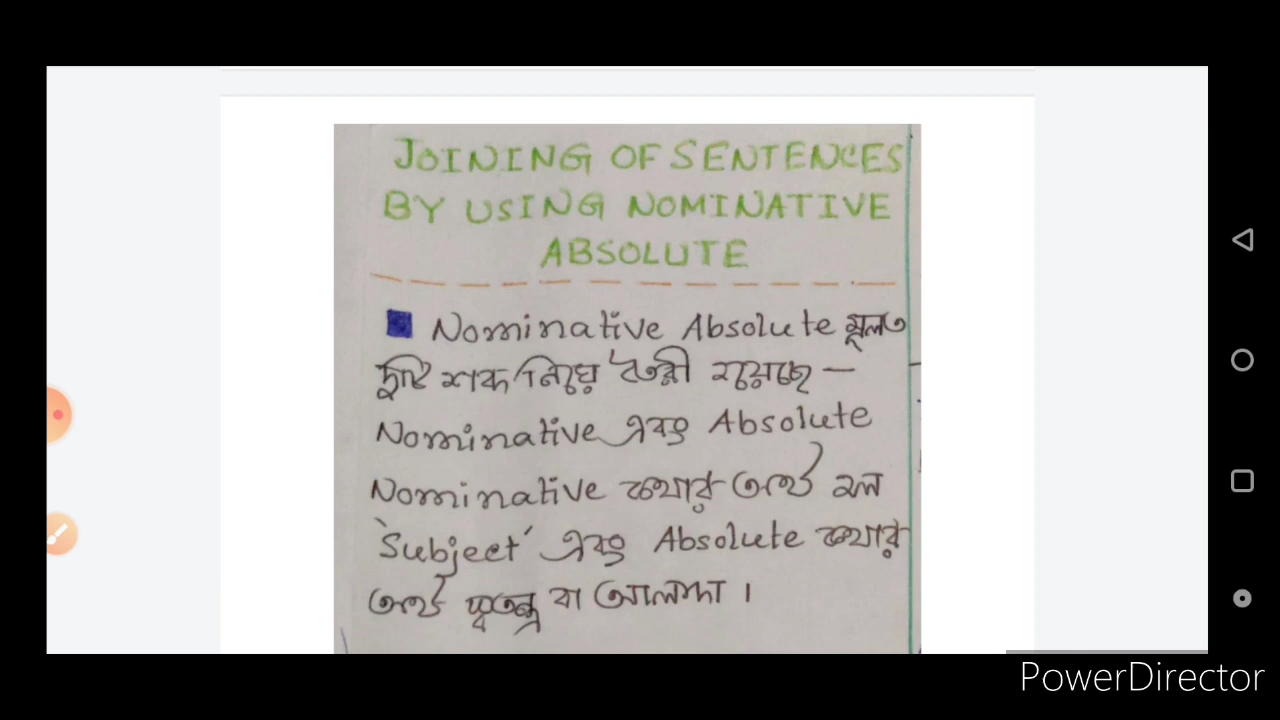 JOINING OF SENTENCES
BY USING NOMINATIVE
ABSOLUTE
Nominative Absolute মূলত
দুটি শব্দ নিয়ে তৈরী হয়েছে —
Nominative এবং Absolute
Nominative কথার অর্থ হল
'Subject' এবং Absolute কথার
অর্থ স্বতন্ত্র বা আলাদা ।
PowerDirector